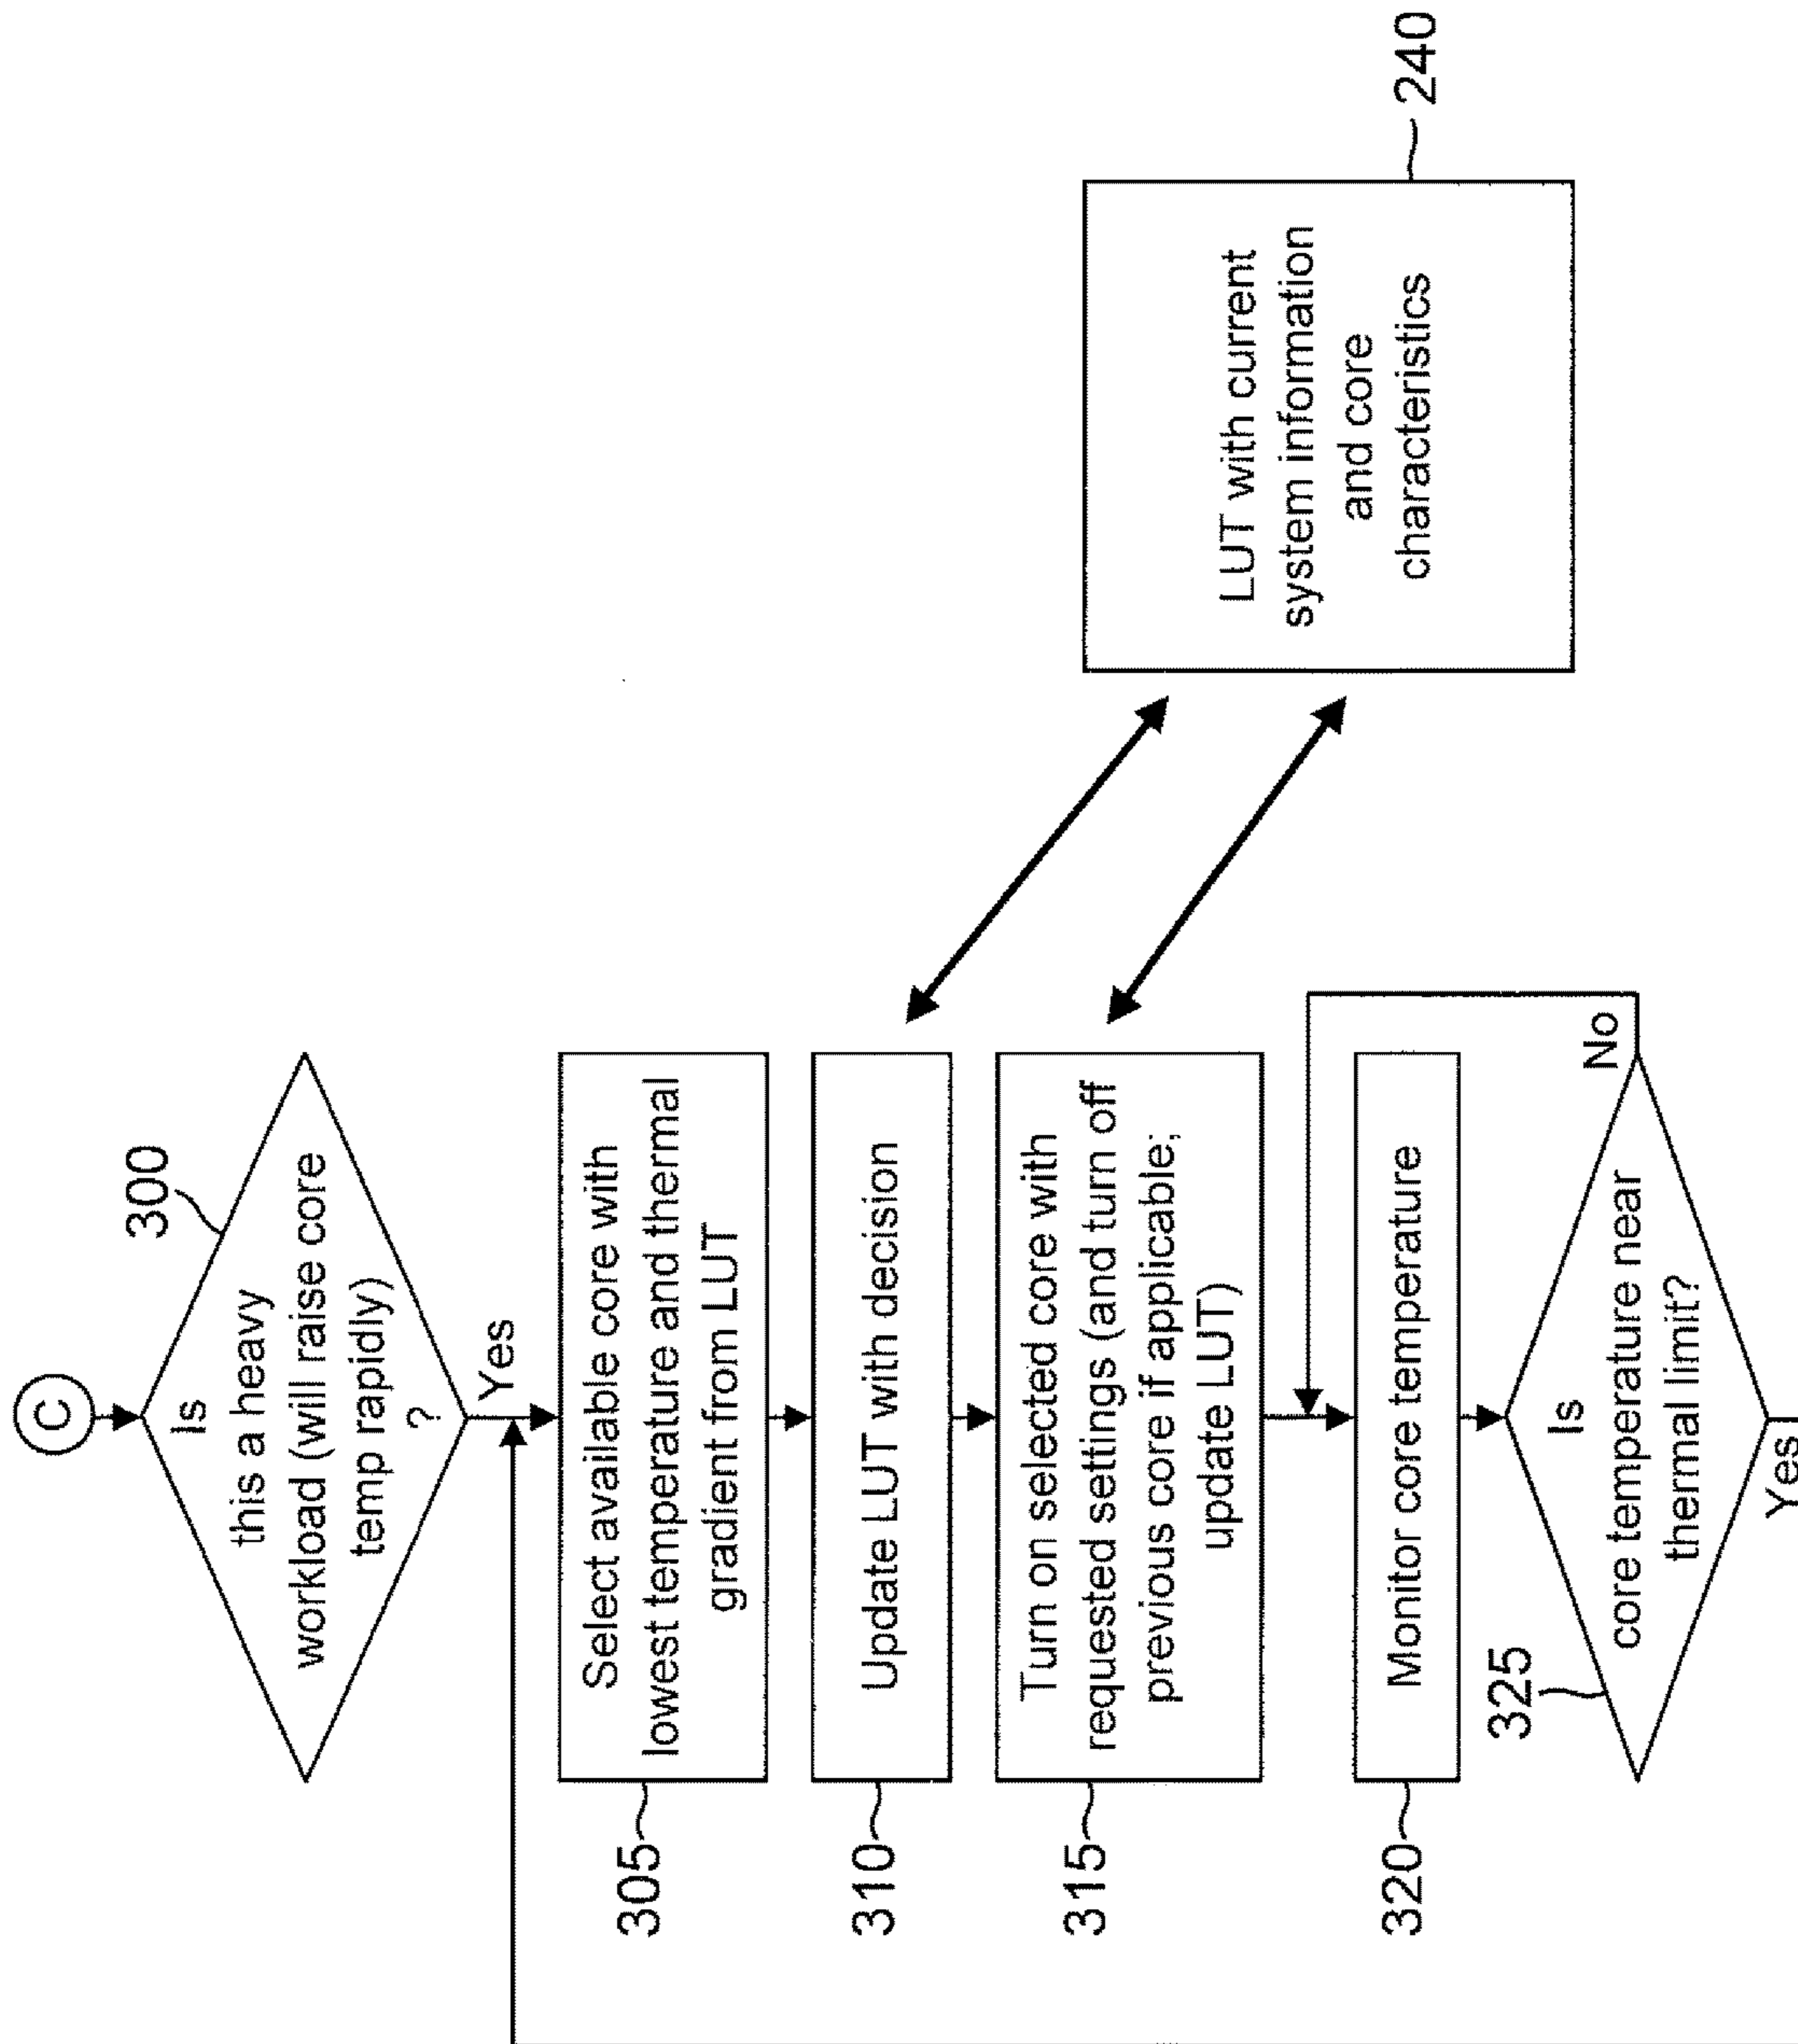 C
300
Is
this a heavy
workload (will raise core
temp rapidly)
?
Yes
305
Select available core with
lowest temperature and thermal
gradient from LUT
310
Update LUT with decision
315
Turn on selected core with
requested settings (and turn off
previous core if applicable;
update LUT)
320
Monitor core temperature
325
Is
core temperature near
thermal limit?
No
Yes
LUT with current
system information
and core
characteristics
240